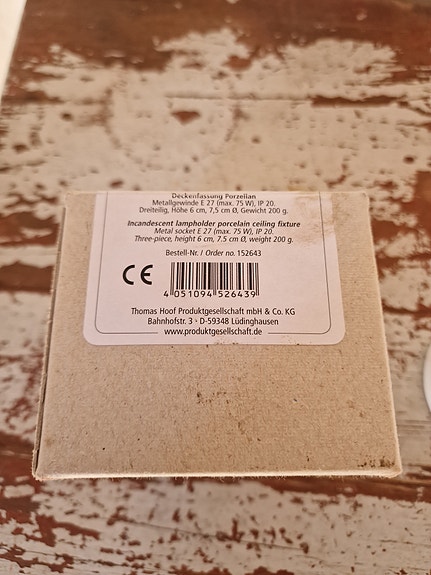 Deckenfassung Porzellan
Metallgewinde E 27 (max. 75 W), IP 20.
Dreiteilig, Höhe 6 cm, 7,5 cm Ø, Gewicht 200 g.
Incandescent lampholder porcelain ceiling fixture
Metal socket E 27 (max. 75 W), IP 20.
Three-piece, height 6 cm, 7.5 cm Ø, weight 200 g.
Bestell-Nr. / Order no. 152643
CE
4 051094 526439
Thomas Hoof Produktgesellschaft mbH & Co. KG
Bahnhofstr. 3 · D-59348 Lüdinghausen
www.produktgesellschaft.de